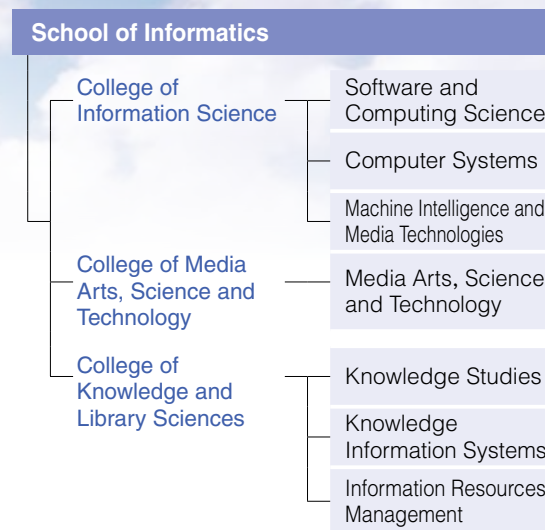 School of Informatics
College of
Information Science
Software and
Computing Science
Computer Systems
Machine Intelligence and
Media Technologies
College of Media
Arts, Science and
Technology
Media Arts, Science
and Technology
College of
Knowledge and
Library Sciences
Knowledge Studies
Knowledge
Information Systems
Information Resources
Management